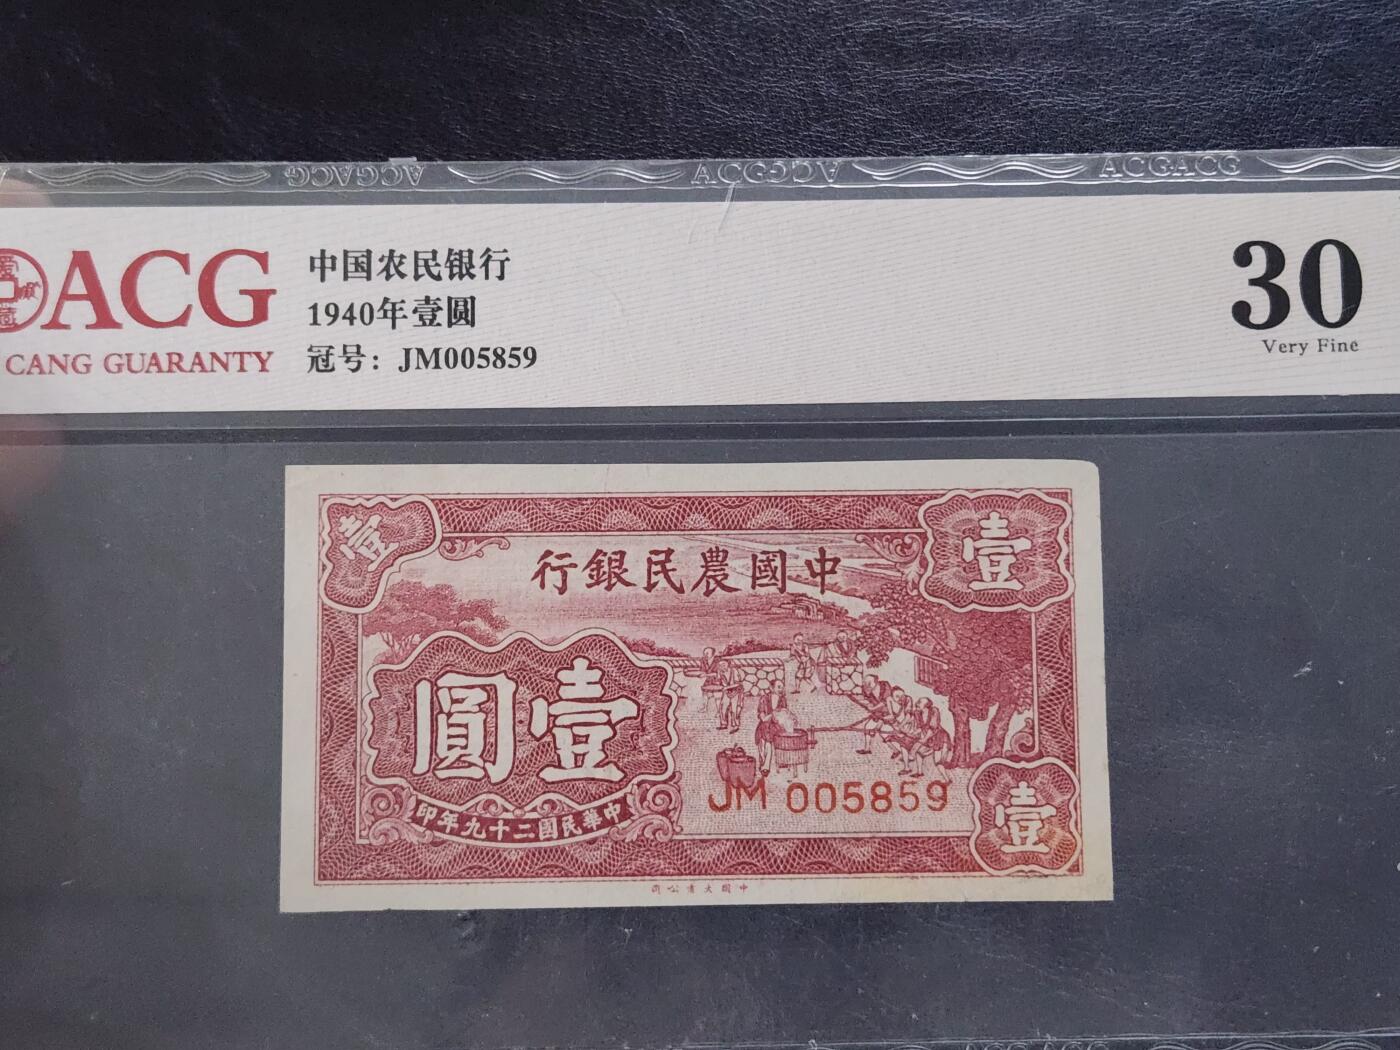 ACGACG
ACGACG
ACGACG
ACG
CANG GUARANTY
中国农民银行
1940年壹圆
冠号：JM005859
30
Very Fine
壹
壹
行銀民農國中
圓壹
JM 005859
印年九十二國民華中
壹
ACGACG